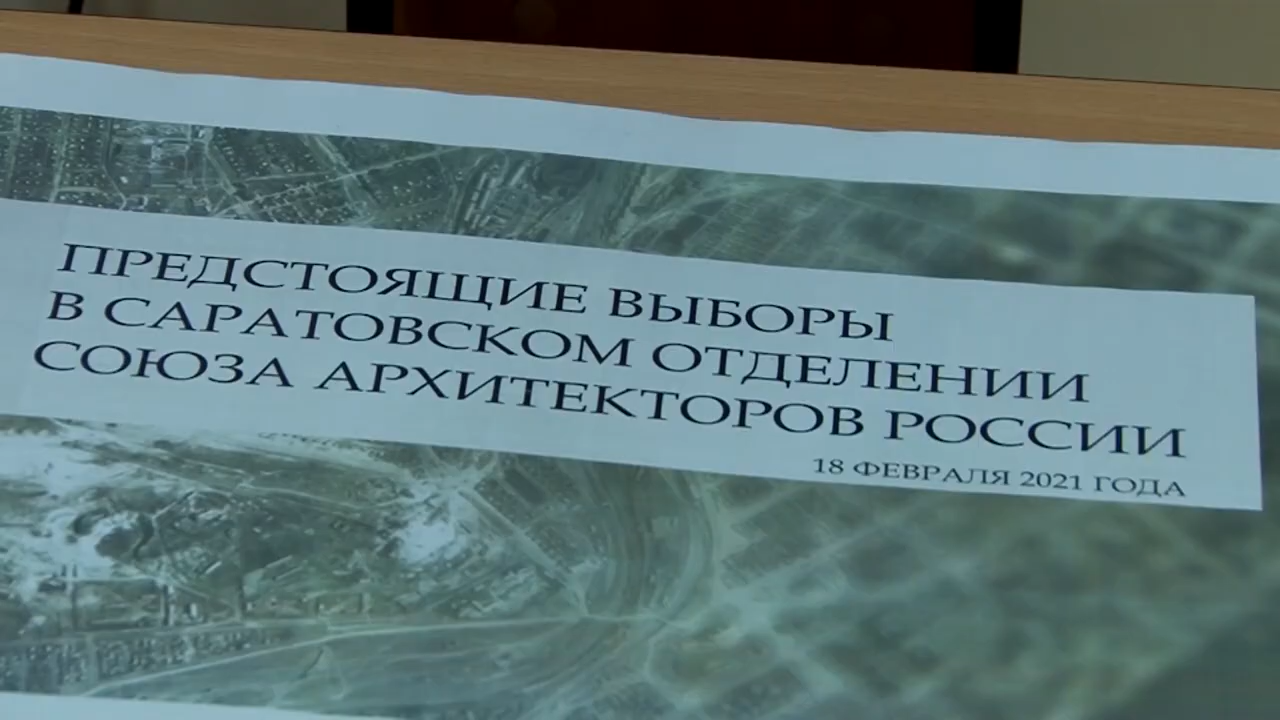 ПРЕДСТОЯЩИЕ ВЫБОРЫ
В САРАТОВСКОМ ОТДЕЛЕНИИ
СОЮЗА АРХИТЕКТОРОВ РОССИИ
18 ФЕВРАЛЯ 2021 ГОДА